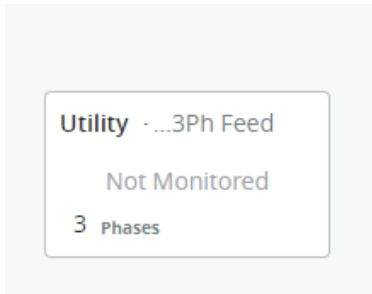 Utility · ...3Ph Feed
Not Monitored
3 Phases